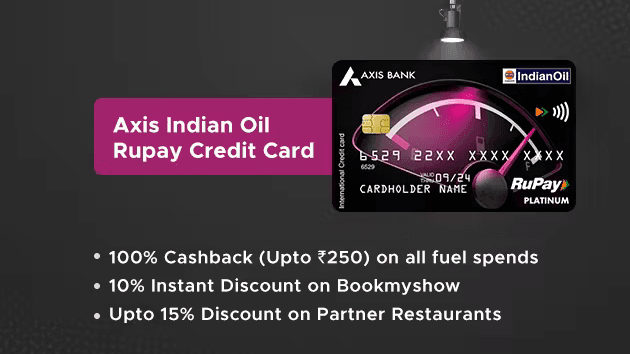 Axis Indian Oil
Rupay Credit Card
AXIS BANK
IndianOil
International Credit card
6529 22XX XXXX XXXX
6529
VALID
THRU 09/24
CARDHOLDER NAME
RuPay
PLATINUM
• 100% Cashback (Upto ₹250) on all fuel spends
• 10% Instant Discount on Bookmyshow
• Upto 15% Discount on Partner Restaurants